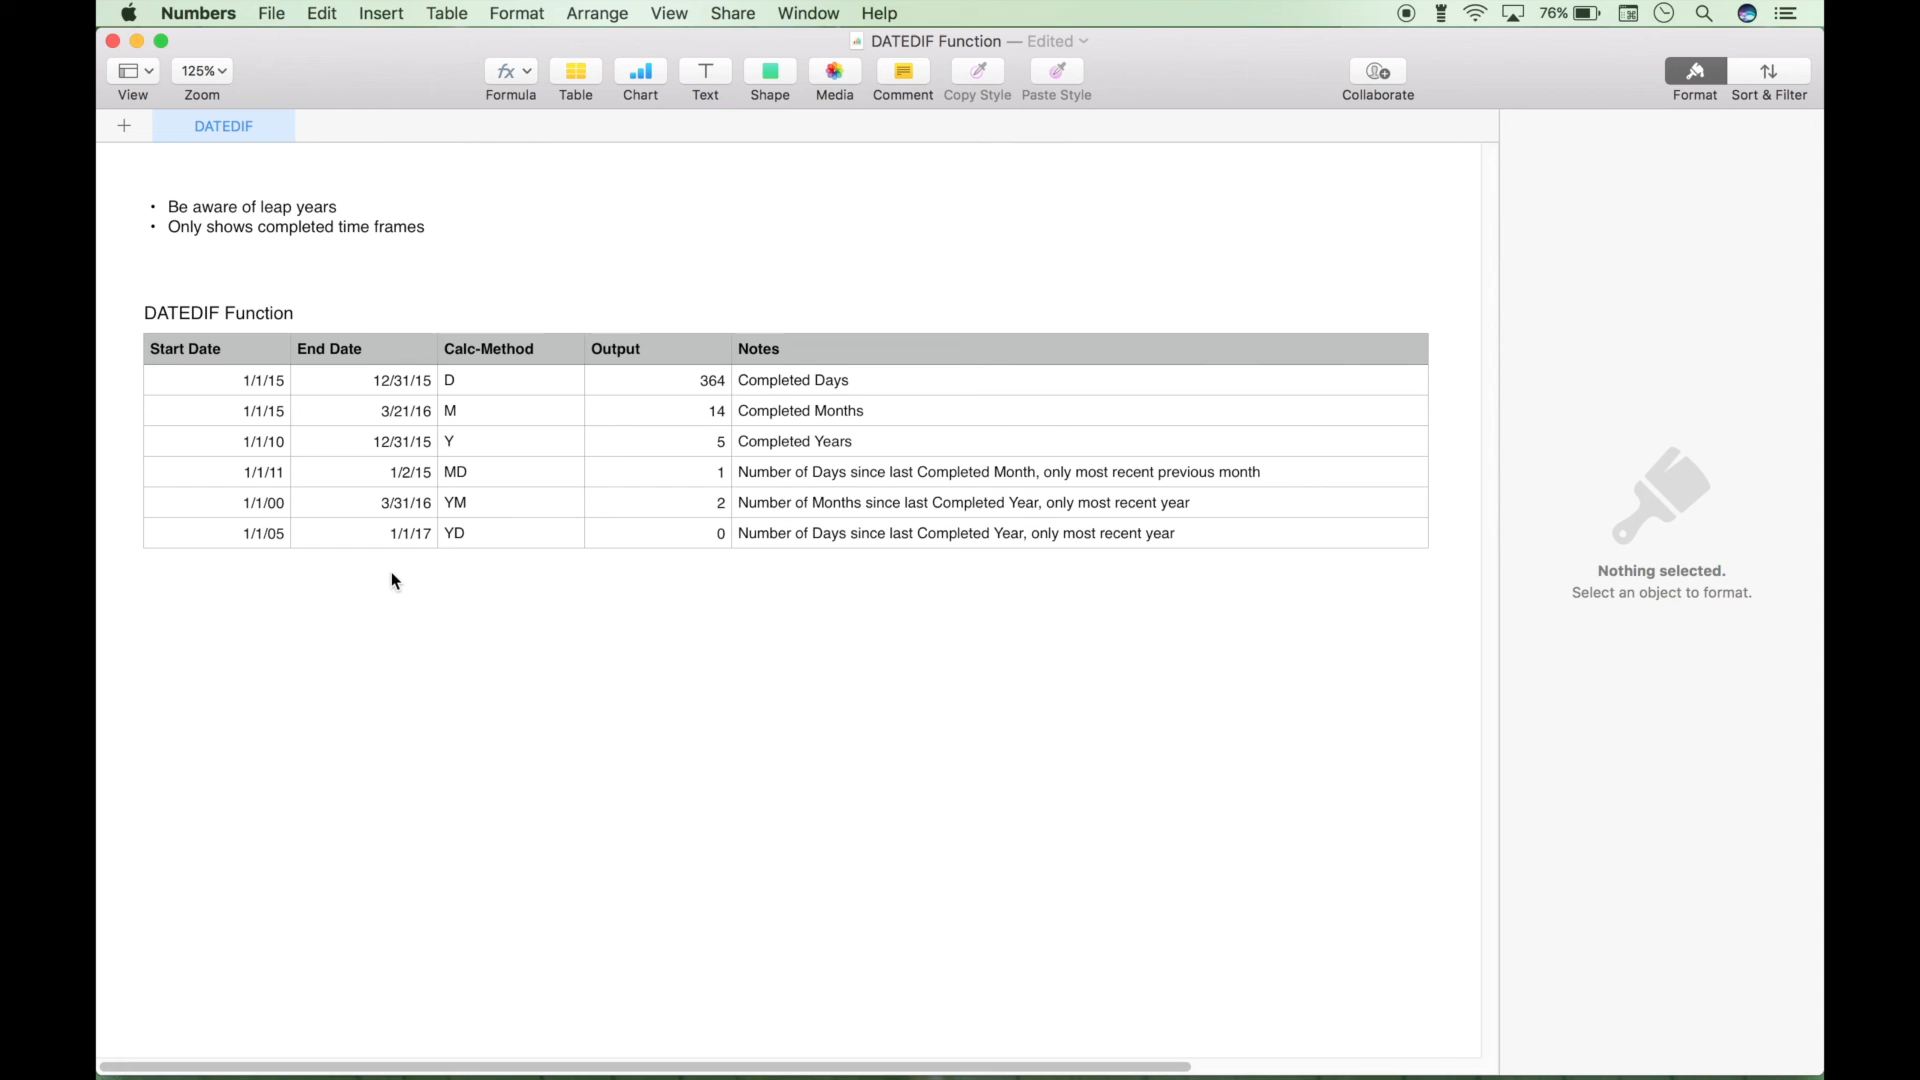 Numbers File Edit Insert Table Format Arrange View Share Window Help 76%
DATEDIF Function — Edited
125% fx
View Zoom Formula Table Chart Text Shape Media Comment Copy Style Paste Style Collaborate Format Sort & Filter
+ DATEDIF
• Be aware of leap years
• Only shows completed time frames
DATEDIF Function
Start Date End Date Calc-Method Output Notes
1/1/15 12/31/15 D 364 Completed Days
1/1/15 3/21/16 M 14 Completed Months
1/1/10 12/31/15 Y 5 Completed Years
1/1/11 1/2/15 MD 1 Number of Days since last Completed Month, only most recent previous month
1/1/00 3/31/16 YM 2 Number of Months since last Completed Year, only most recent year
1/1/05 1/1/17 YD 0 Number of Days since last Completed Year, only most recent year
Nothing selected.
Select an object to format.